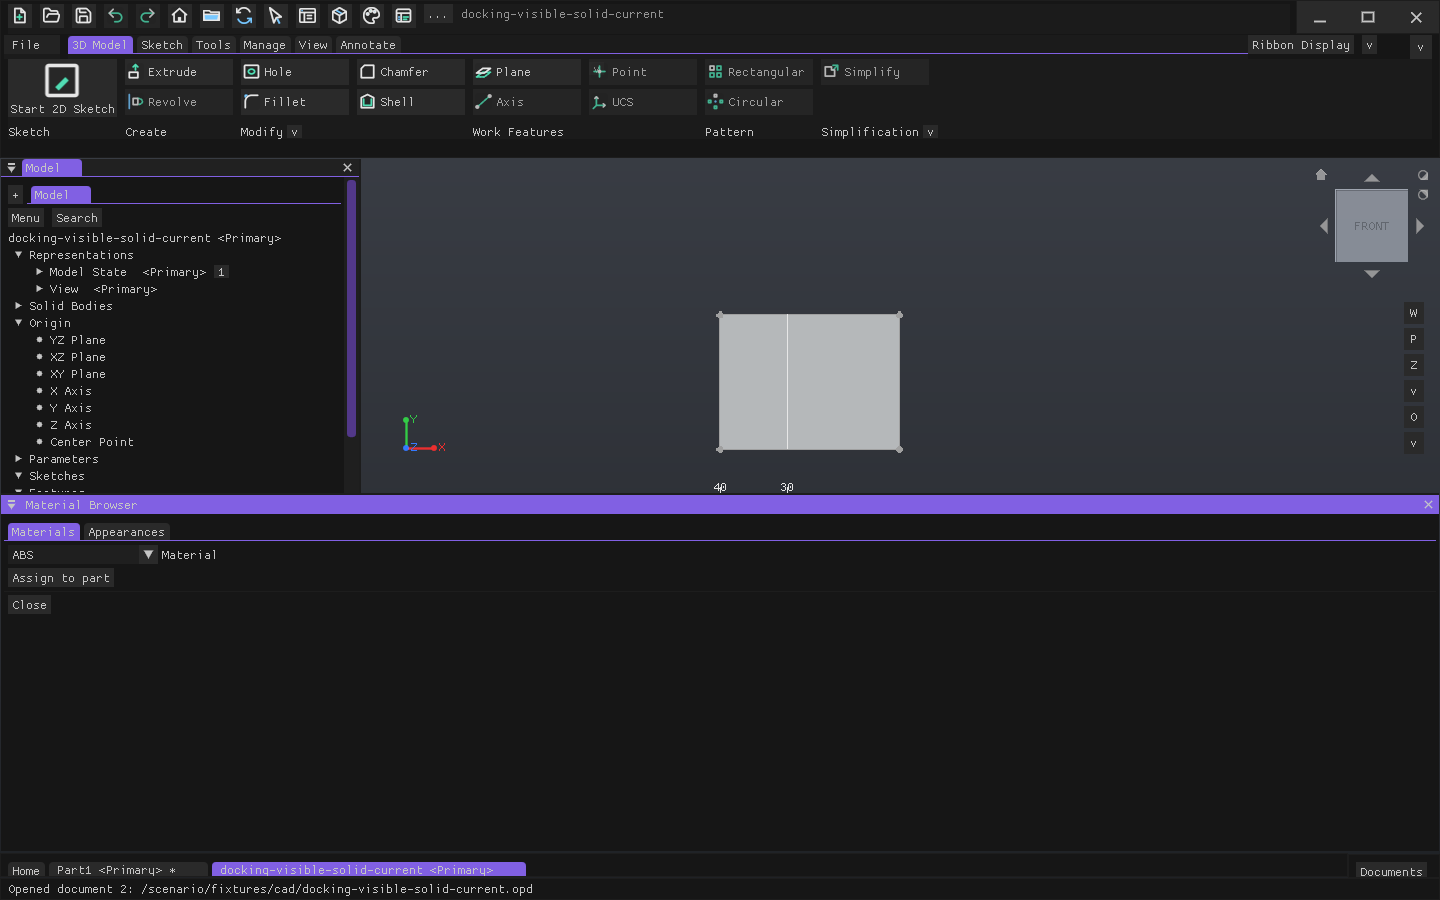 ... docking-visible-solid-current
File 3D Model Sketch Tools Manage View Annotate Ribbon Display v v
Extrude Hole Chamfer Plane Point Rectangular Simplify
Start 2D Sketch Revolve Fillet Shell Axis UCS Circular
Sketch Create Modify v Work Features Pattern Simplification v
Model
+ Model
Menu Search
docking-visible-solid-current <Primary>
Representations
Model State <Primary> 1
View <Primary>
Solid Bodies
Origin
YZ Plane
XZ Plane
XY Plane
X Axis
Y Axis
Z Axis
Center Point
Parameters
Sketches
Features
FRONT
W
P
Z
v
O
v
Y
Z X
40 30
Material Browser
Materials Appearances
ABS Material
Assign to part
Close
Home Part1 <Primary> * docking-visible-solid-current <Primary> Documents
Opened document 2: /scenario/fixtures/cad/docking-visible-solid-current.opd